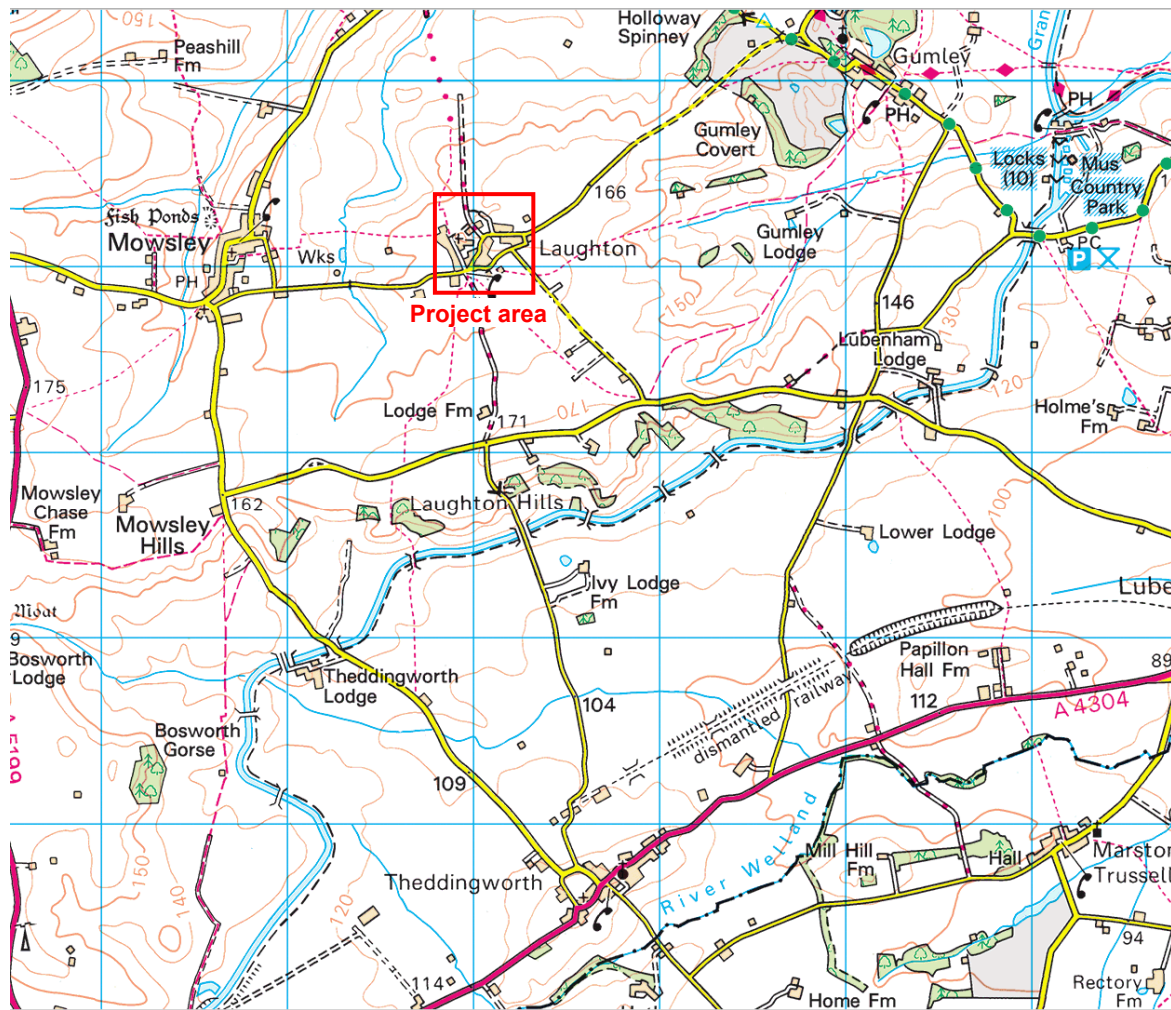 150
Peashill
Fm
Holloway
Spinney
Gumley
Gran
PH
PH
Gumley
Covert
166
Locks
(10)
Mus
Country
Park
1
Fish Ponds
Mowsley
Wks
Laughton
Gumley
Lodge
PC
P
PH
Project area
150
146
130
Lubenham
Lodge
175
120
Lodge Fm
170
171
Holme's
Fm
Mowsley
Chase
Fm
162
Mowsley
Hills
Laughton Hills
100
Lower Lodge
Ivy Lodge
Fm
Lube
Moat
9
Bosworth
Lodge
Theddingworth
Lodge
Papillon
Hall Fm
89
112
A 4304
104
dismantled railway
Bosworth
Gorse
A 5199
109
River Welland
Mill Hill
Fm
Hall
Marston
Trussell
Theddingworth
150
140
120
94
114
Home Fm
Rectory
Fm